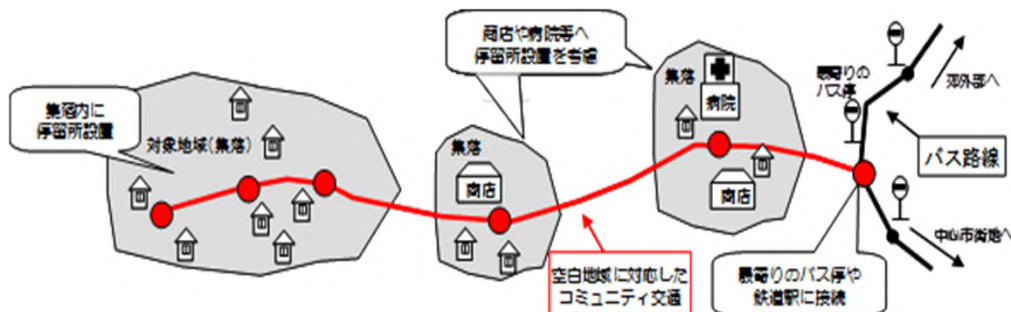 集落内に
停留所設置
対象地域(集落)
商店や病院等へ
停留所設置を考慮
集落
商店
集落
病院
商店
最寄りの
バス停
郊外部へ
バス路線
中心市街地へ
空白地域に対応した
コミュニティ交通
最寄りのバス停や
鉄道駅に接続